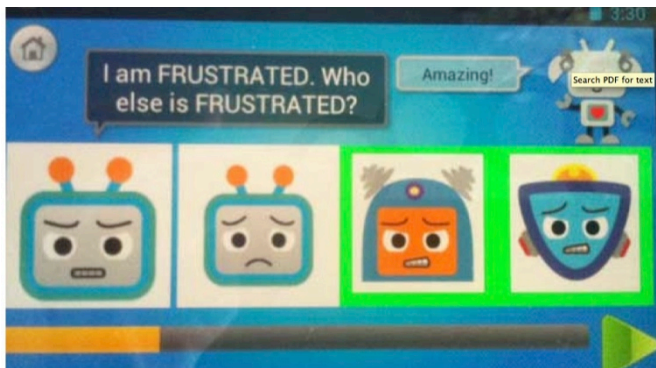 3:30
I am FRUSTRATED. Who
else is FRUSTRATED?
Amazing!
Search PDF for text